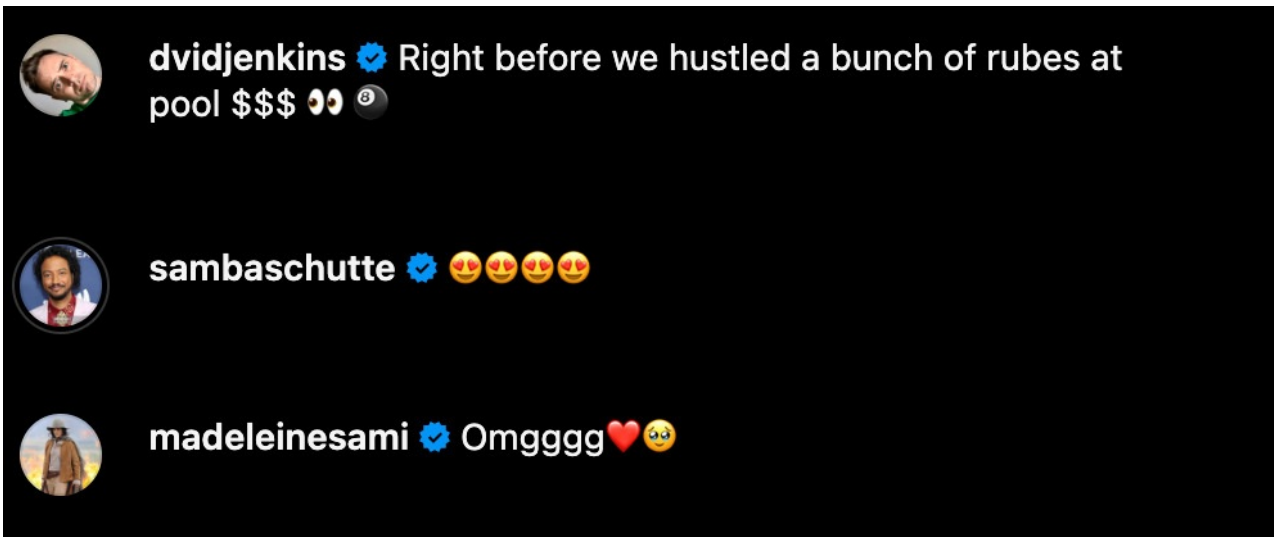 dvidjenkins Right before we hustled a bunch of rubes at
pool $$$ 👀 🎱
sambaschutte 😍😍😍😍
madeleinesami Omgggg❤️🥹